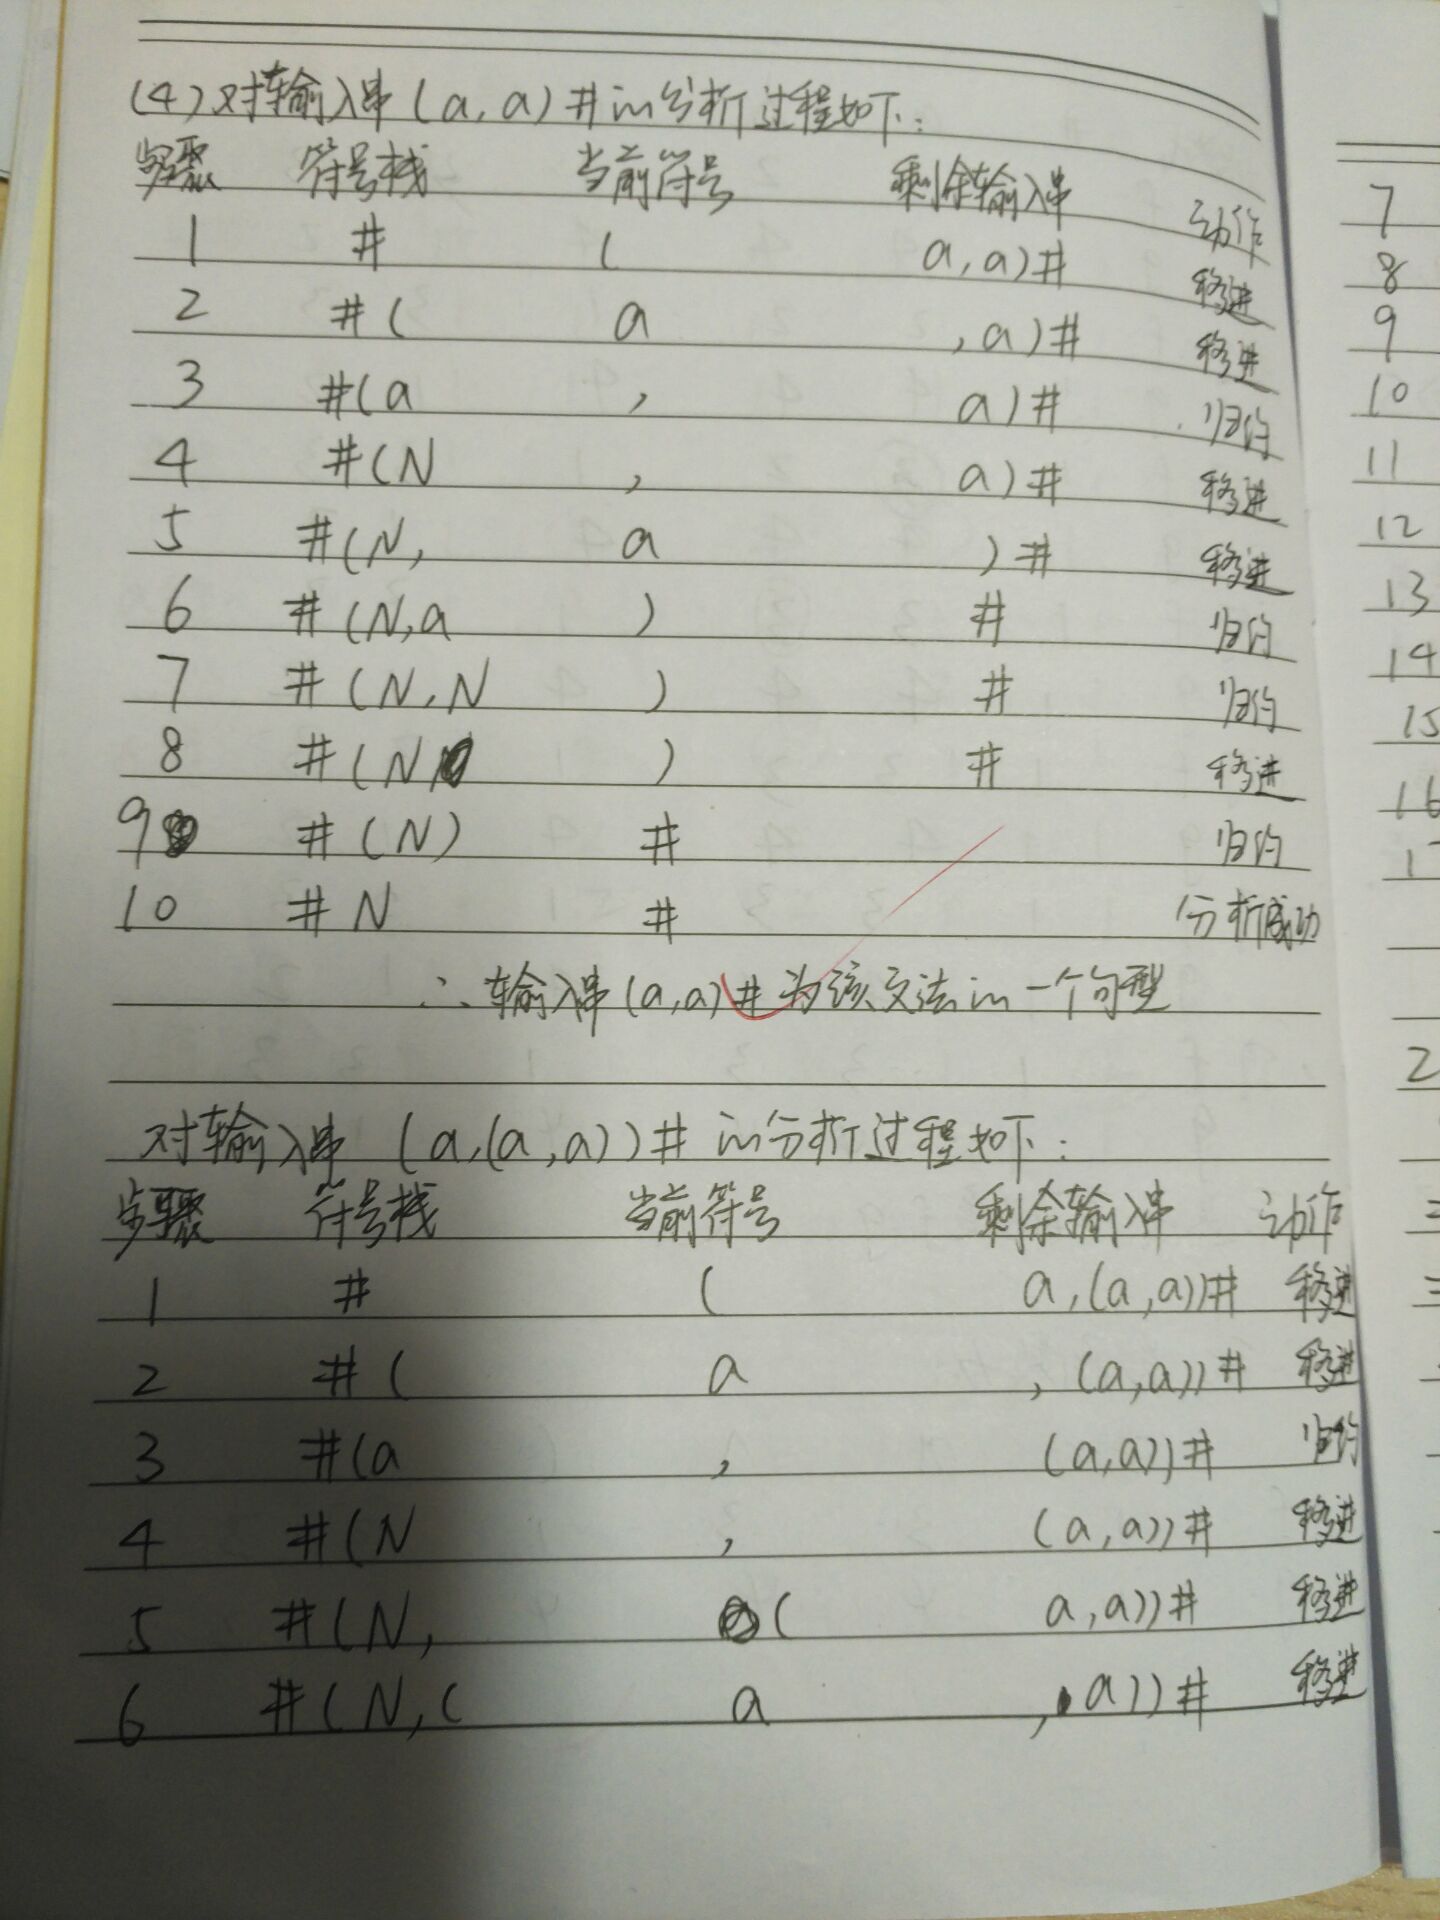 (4)对输入串(a,a)#的分析过程如下:
步骤 符号栈 当前符号 剩余输入串 动作
1 # ( a,a)# 移进
2 #( a ,a)# 移进
3 #(a , a)# 归约
4 #(N , a)# 移进
5 #(N, a )# 移进
6 #(N,a ) # 归约
7 #(N,N ) # 归约
8 #(N ) # 移进
9 #(N) # 归约
10 #N # 分析成功
∴输入串(a,a)#为该文法的一个句型
对输入串(a,(a,a))#的分析过程如下:
步骤 符号栈 当前符号 剩余输入串 动作
1 # ( a,(a,a))# 移进
2 #( a ,(a,a))# 移进
3 #(a , (a,a))# 归约
4 #(N , (a,a))# 移进
5 #(N, ( a,a))# 移进
6 #(N,( a ,a))# 移进
7
8
9
10
11
12
13
14
15
16
2